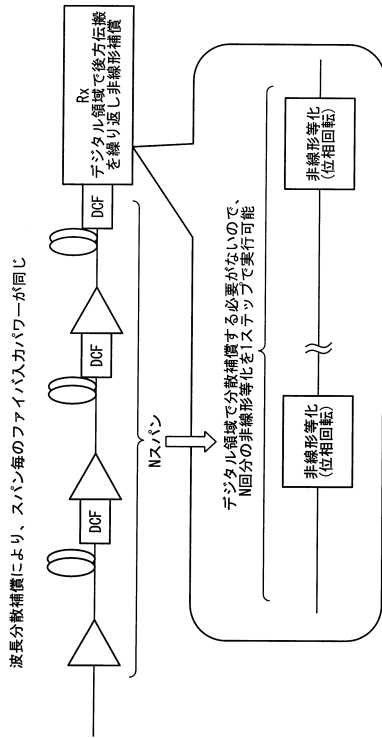 波長分散補償により、スパン毎のファイバ入力パワーが同じ
DCF
DCF
DCF
Rx
デジタル領域で後方伝搬
を繰り返し非線形補償
Nスパン
デジタル領域で分散補償する必要がないので、
N回分の非線形等化を1ステップで実行可能
非線形等化
(位相回転)
非線形等化
(位相回転)